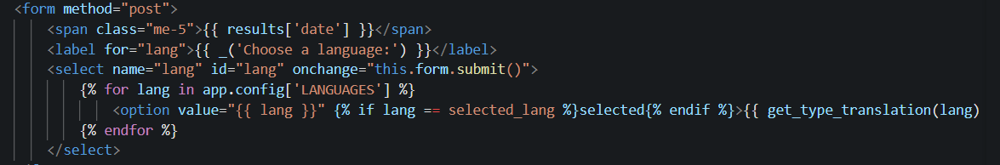 <form method="post">
<span class="me-5">{{ results['date'] }}</span>
<label for="lang">{{ _('Choose a language:') }}</label>
<select name="lang" id="lang" onchange="this.form.submit()">
{% for lang in app.config['LANGUAGES'] %}
<option value="{{ lang }}" {% if lang == selected_lang %}selected{% endif %}>{{ get_type_translation(lang)
{% endfor %}
</select>